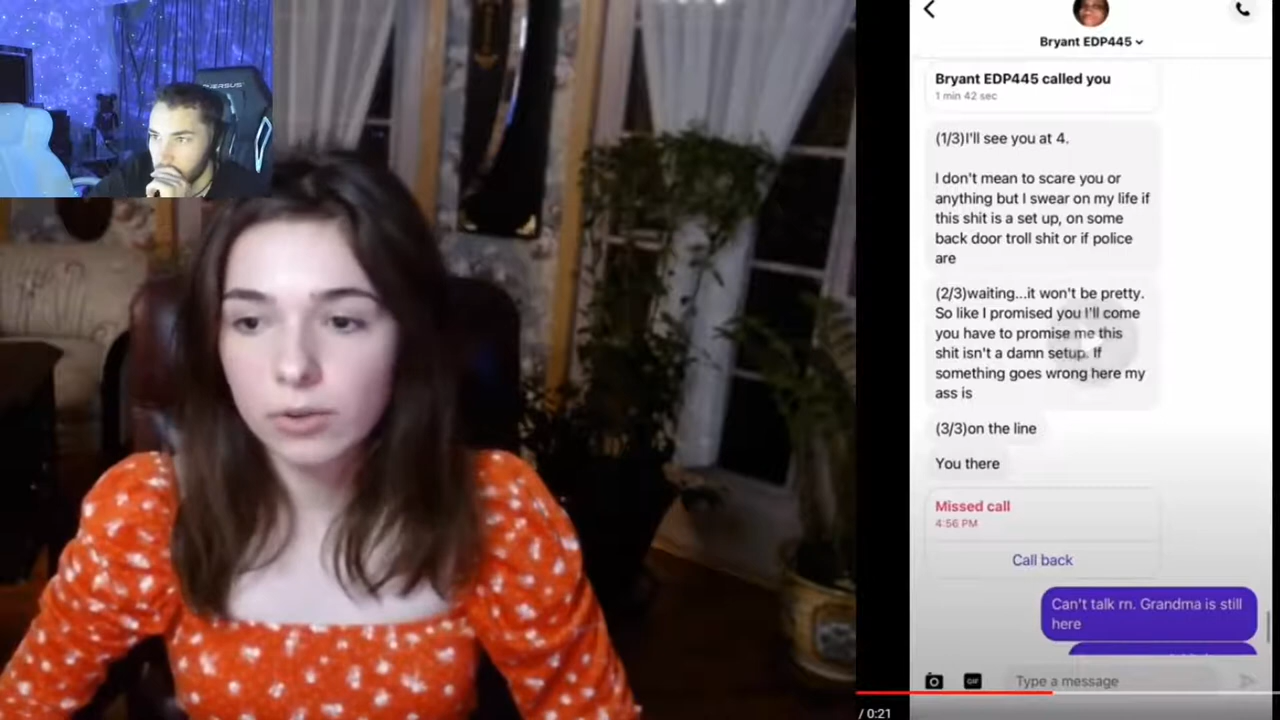 Bryant EDP445
Bryant EDP445 called you
1 min 42 sec
(1/3)I'll see you at 4.
I don't mean to scare you or
anything but I swear on my life if
this shit is a set up, on some
back door troll shit or if police
are
(2/3)waiting...it won't be pretty.
So like I promised you I'll come
you have to promise me this
shit isn't a damn setup. If
something goes wrong here my
ass is
(3/3)on the line
You there
Missed call
4:56 PM
Call back
Can't talk rn. Grandma is still
here
GIF
Type a message
/ 0:21